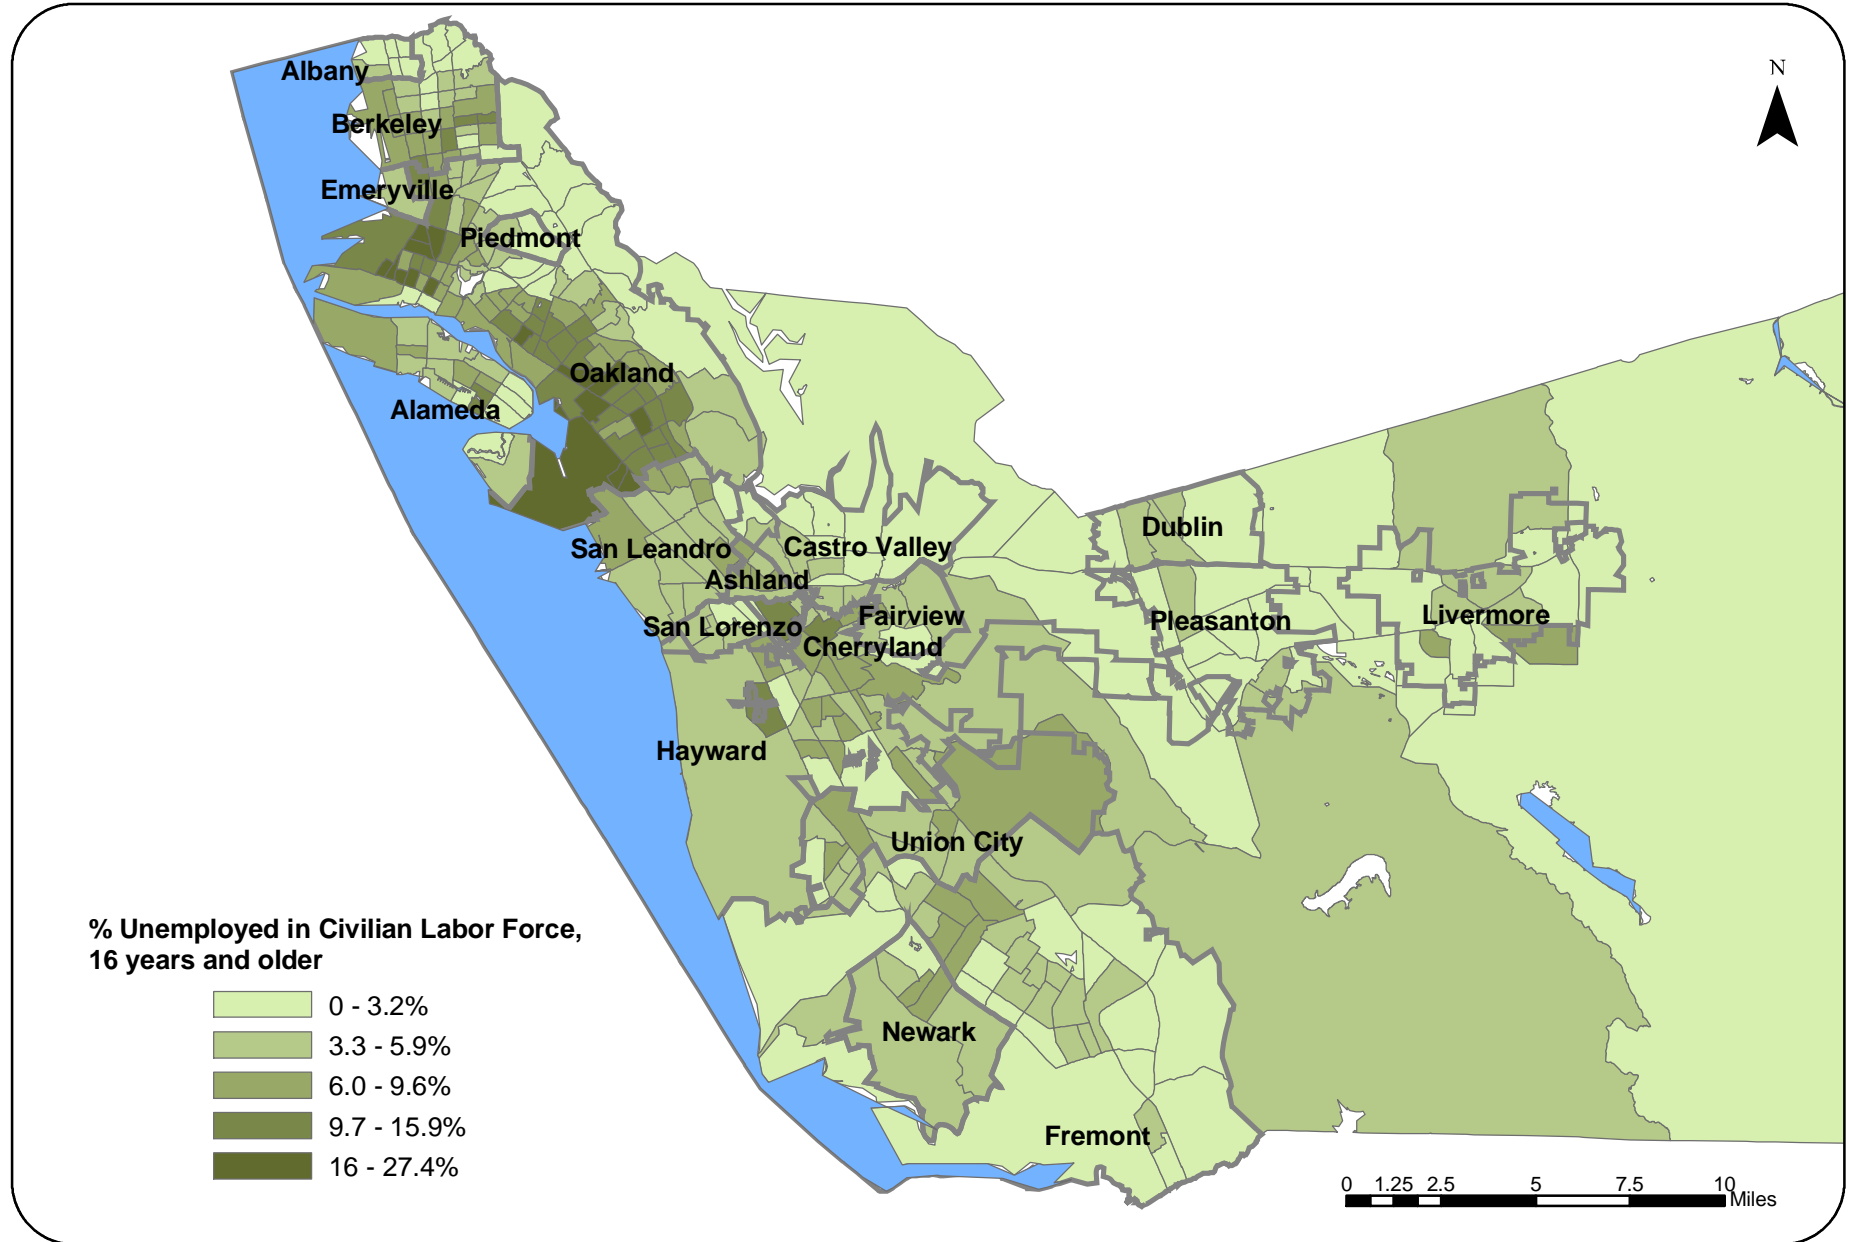 N
Albany
Berkeley
Emeryville
Piedmont
Oakland
Alameda
Dublin
San Leandro
Castro Valley
Ashland
Fairview
Livermore
Pleasanton
San Lorenzo
Cherryland
Hayward
Union City
Newark
Fremont
% Unemployed in Civilian Labor Force,
16 years and older
0 - 3.2%
3.3 - 5.9%
6.0 - 9.6%
9.7 - 15.9%
16 - 27.4%
0 1.25 2.5 5 7.5 10
Miles